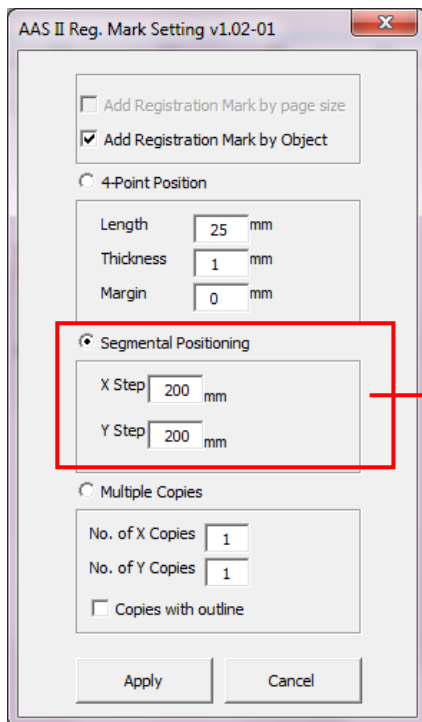 AAS II Reg. Mark Setting v1.02-01
Add Registration Mark by page size
Add Registration Mark by Object
4-Point Position
Length 25 mm
Thickness 1 mm
Margin 0 mm
Segmental Positioning
X Step 200 mm
Y Step 200 mm
Multiple Copies
No. of X Copies 1
No. of Y Copies 1
Copies with outline
Apply Cancel